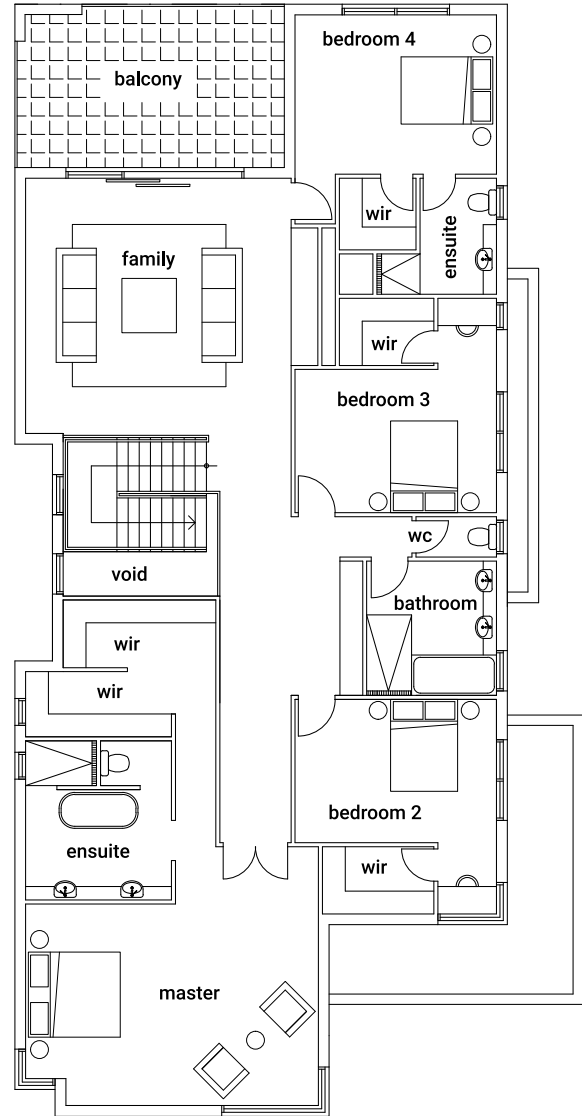 bedroom 4
balcony
wir
ensuite
family
wir
bedroom 3
wc
void
bathroom
wir
wir
bedroom 2
ensuite
wir
master